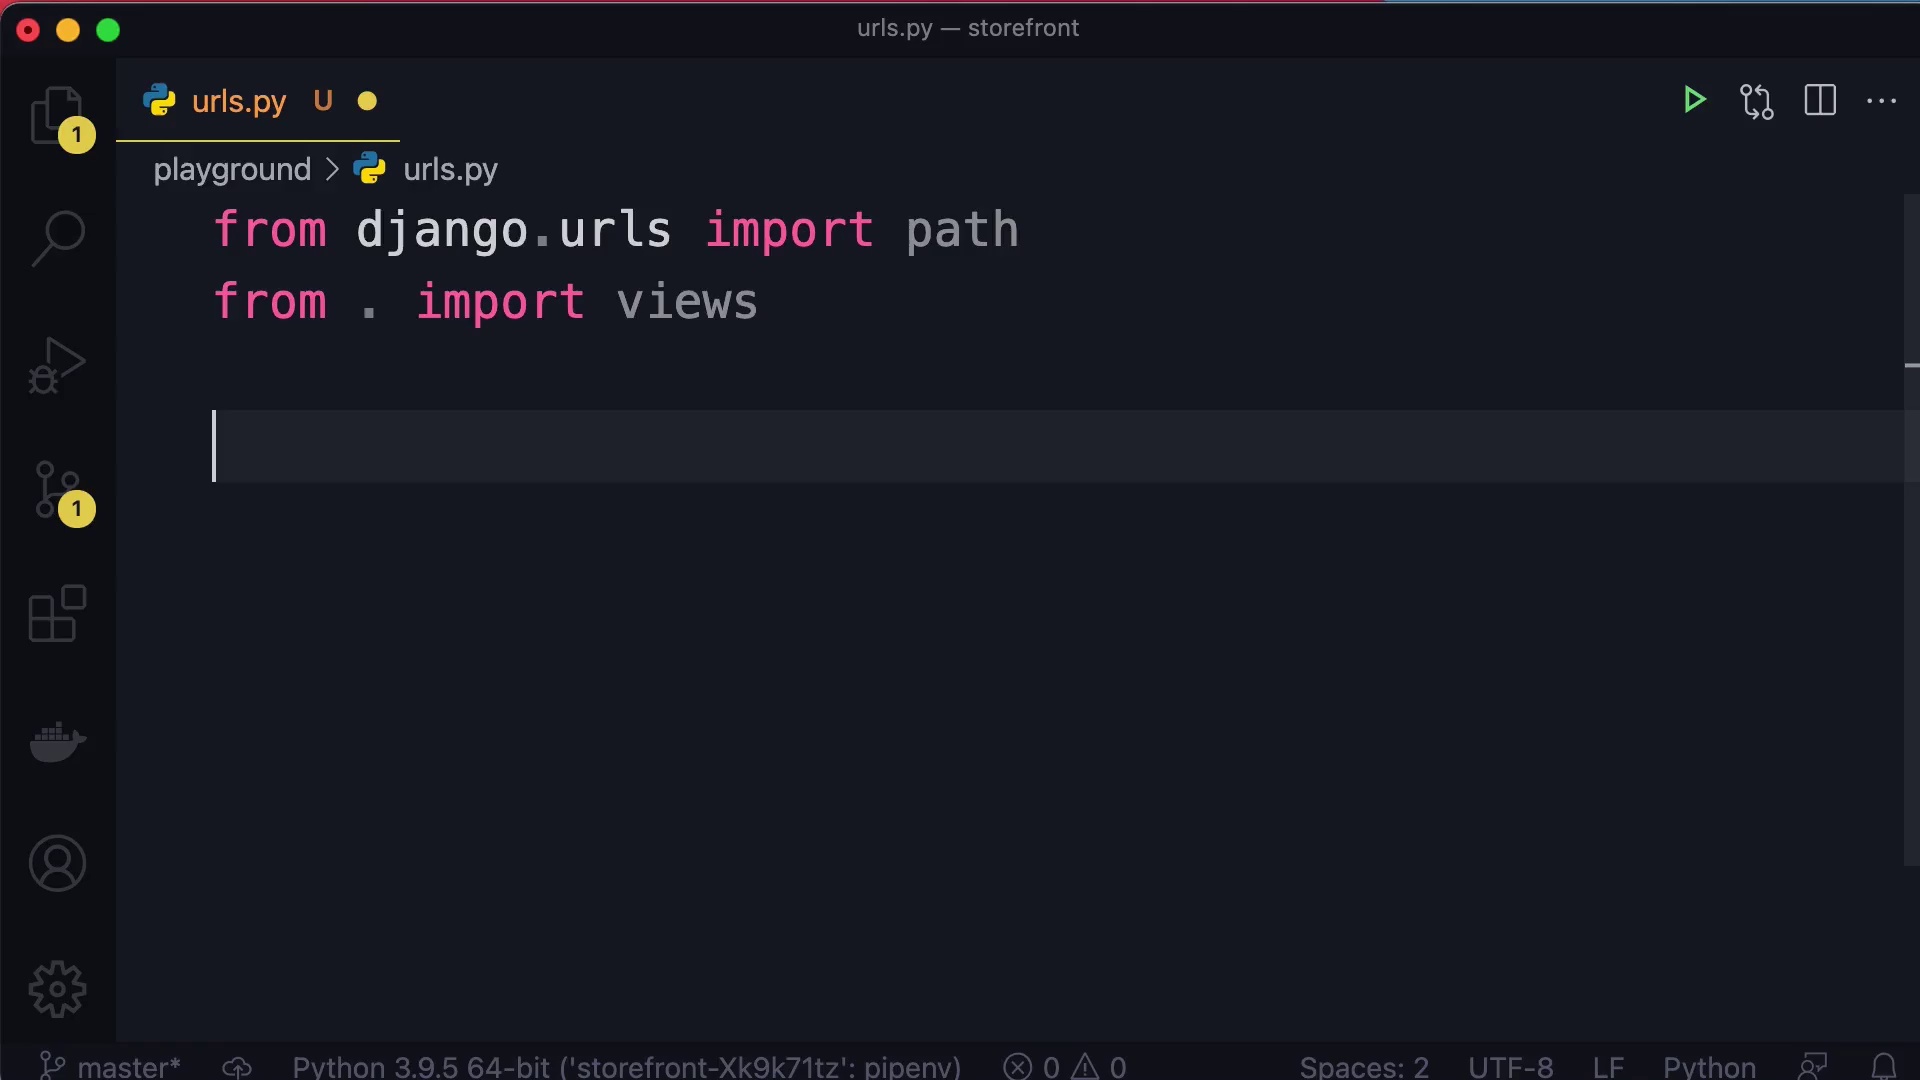 urls.py — storefront
urls.py U
playground > urls.py
from django.urls import path
from . import views
1
1
master* Python 3.9.5 64-bit ('storefront-Xk9k71tz': pipenv) 0 0 Spaces: 2 UTF-8 LF Python